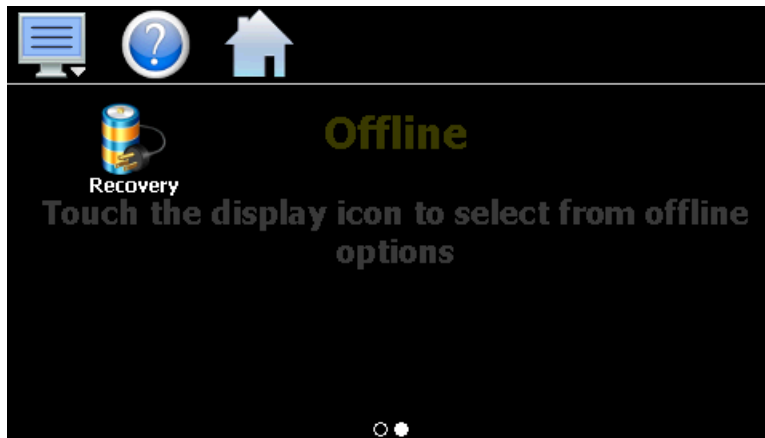 ?
Offline
Recovery
Touch the display icon to select from offline
options